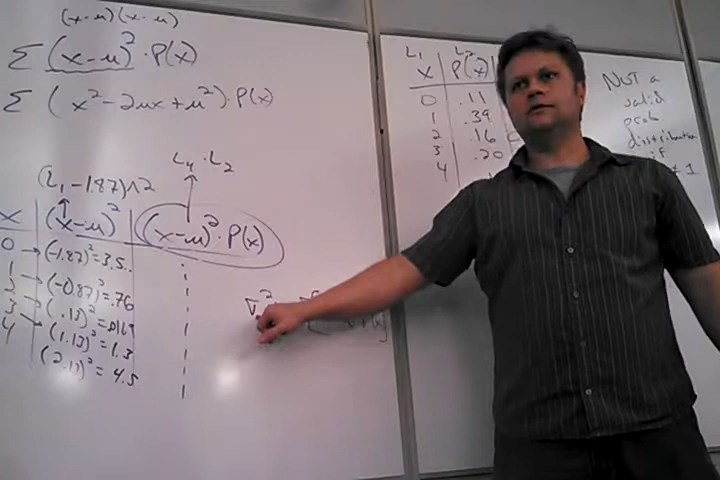 (x-μ)(x-μ)
Σ (x-μ)²·P(x)
Σ (x²-2μx+μ²)·P(x)
L₄·L₂
(L₁-1.87)^2
x (x-μ)² (x-μ)²·P(x)
0 (-1.87)²=3.5..
1 (-0.87)²=.76
2 (.13)²=.0169
3 (1.13)²=1.3
4 (2.13)²=4.5
σ²
L₁ L₂
x P(x)
0 .11
1 .39
2 .16
3 .20
4
NOT a
valid
prob
distribution
if
1